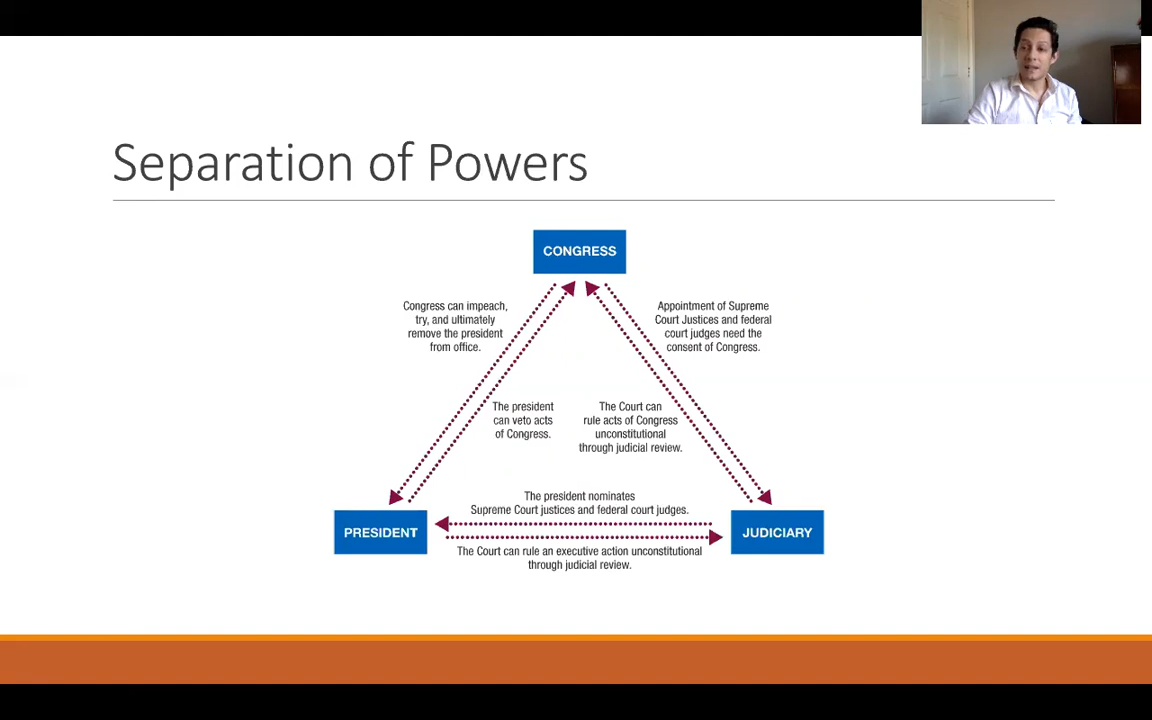 Separation of Powers
CONGRESS
Congress can impeach,
try, and ultimately
remove the president
from office.
Appointment of Supreme
Court Justices and federal
court judges need the
consent of Congress.
The president
can veto acts
of Congress.
The Court can
rule acts of Congress
unconstitutional
through judicial review.
The president nominates
Supreme Court justices and federal court judges.
PRESIDENT
JUDICIARY
The Court can rule an executive action unconstitutional
through judicial review.